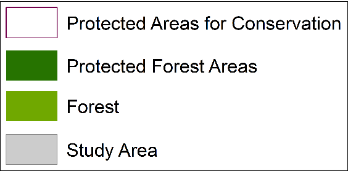 Protected Areas for Conservation
Protected Forest Areas
Forest
Study Area